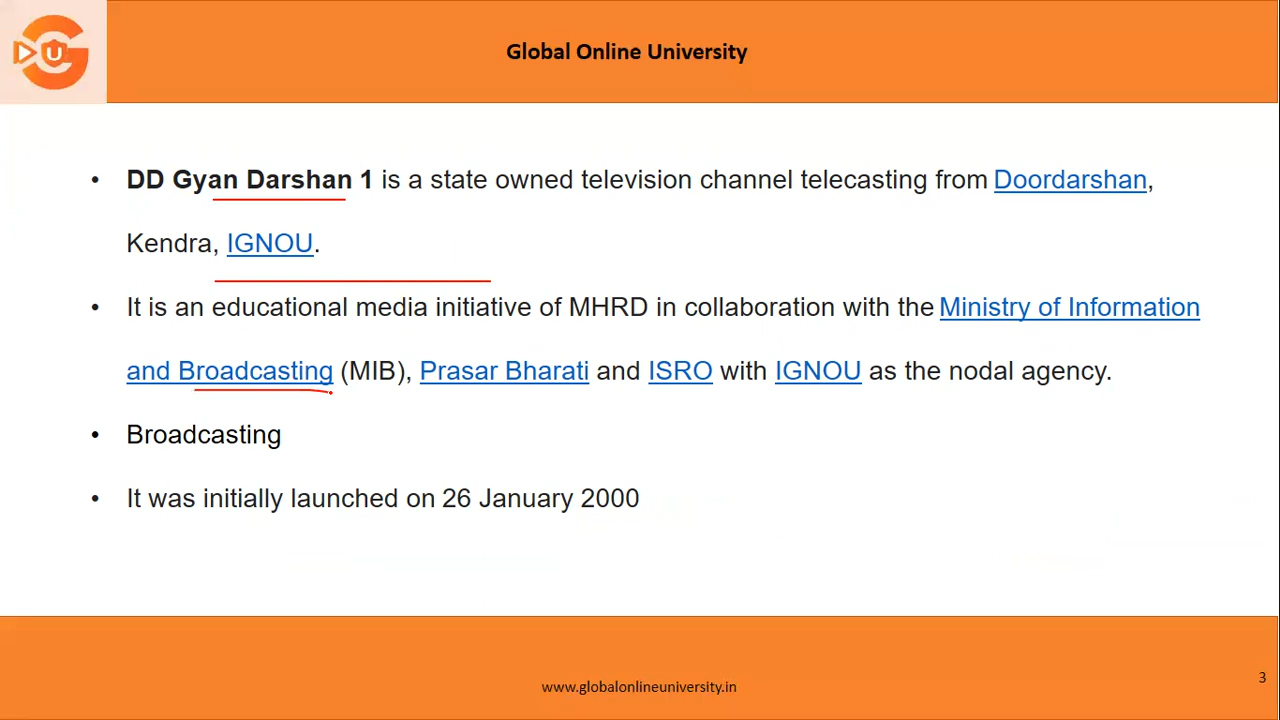 U
Global Online University
• DD Gyan Darshan 1 is a state owned television channel telecasting from Doordarshan,
Kendra, IGNOU.
• It is an educational media initiative of MHRD in collaboration with the Ministry of Information
and Broadcasting (MIB), Prasar Bharati and ISRO with IGNOU as the nodal agency.
• Broadcasting
• It was initially launched on 26 January 2000
3
www.globalonlineuniversity.in